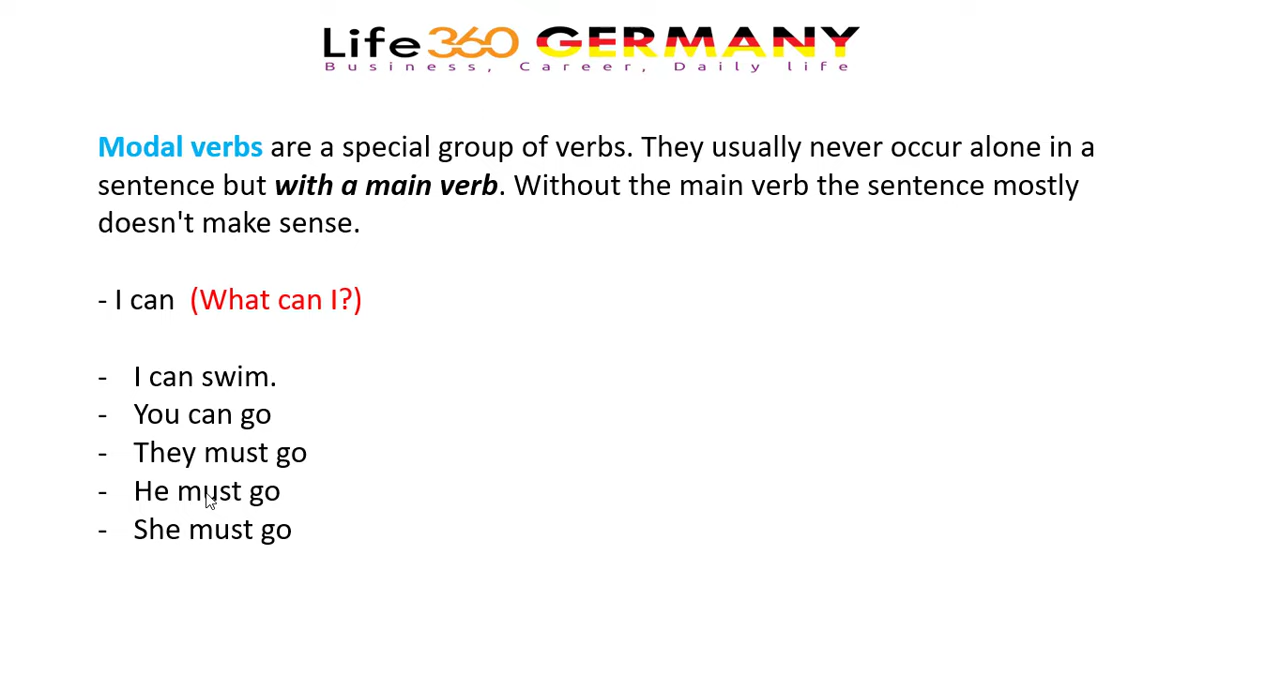 Life 360 GERMANY
Business, Career, Daily life
Modal verbs are a special group of verbs. They usually never occur alone in a
sentence but with a main verb. Without the main verb the sentence mostly
doesn't make sense.
- I can (What can I?)
- I can swim.
- You can go
- They must go
- He must go
- She must go